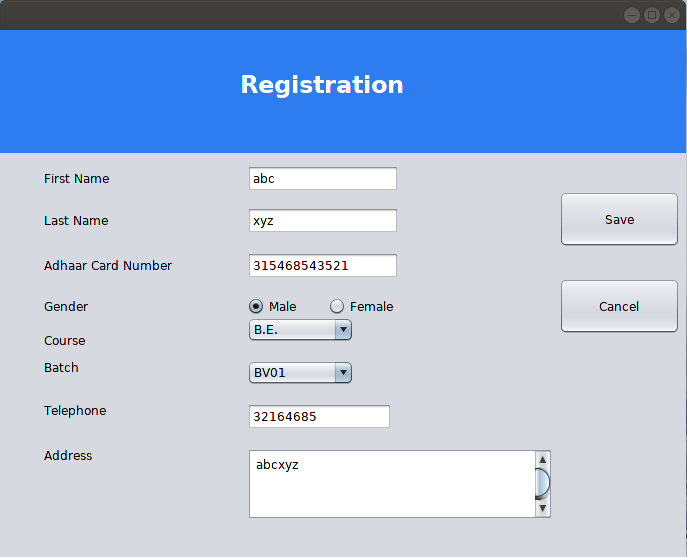 Registration
First Name abc
Last Name xyz
Save
Adhaar Card Number 315468543521
Gender Male Female
Cancel
Course B.E.
Batch BV01
Telephone 32164685
Address abcxyz